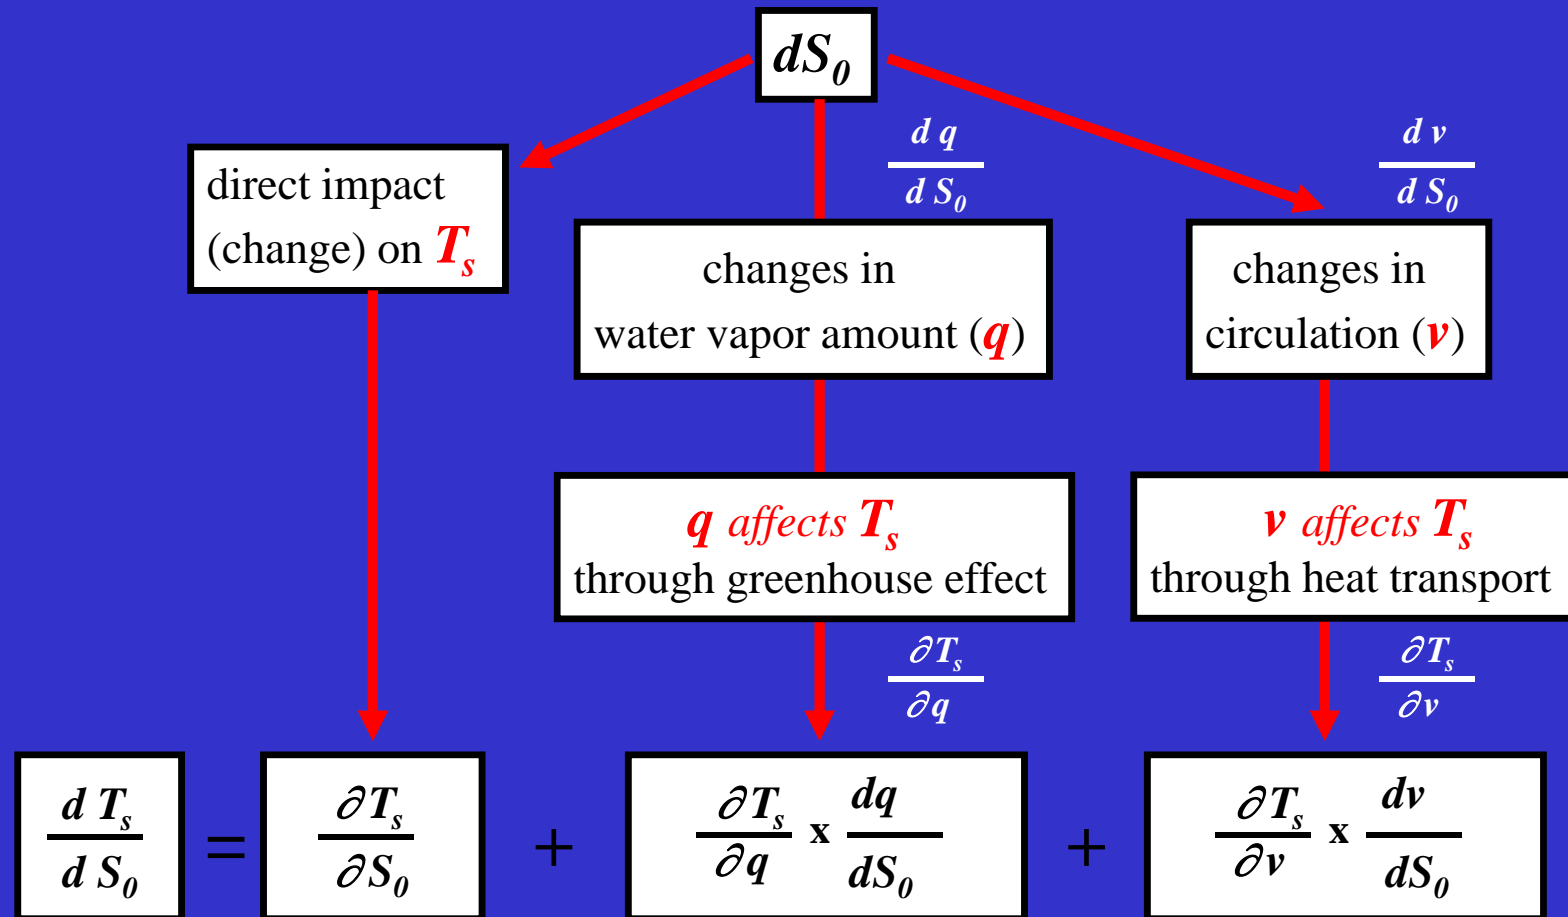 dS₀
d q
d S₀
d v
d S₀
direct impact
(change) on Tₛ
changes in
water vapor amount (q)
changes in
circulation (v)
q affects Tₛ
through greenhouse effect
v affects Tₛ
through heat transport
∂Tₛ
∂q
∂Tₛ
∂v
d Tₛ
d S₀
=
∂Tₛ
∂S₀
+
∂Tₛ
∂q
x
dq
dS₀
+
∂Tₛ
∂v
x
dv
dS₀